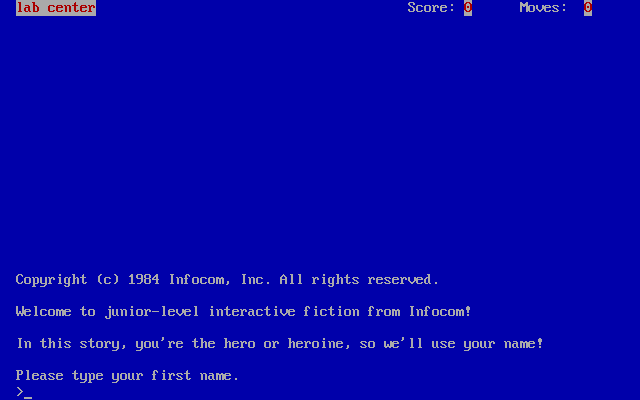 lab center Score: 0 Moves: 0
Copyright (c) 1984 Infocom, Inc. All rights reserved.
Welcome to junior-level interactive fiction from Infocom!
In this story, you're the hero or heroine, so we'll use your name!
Please type your first name.
>_